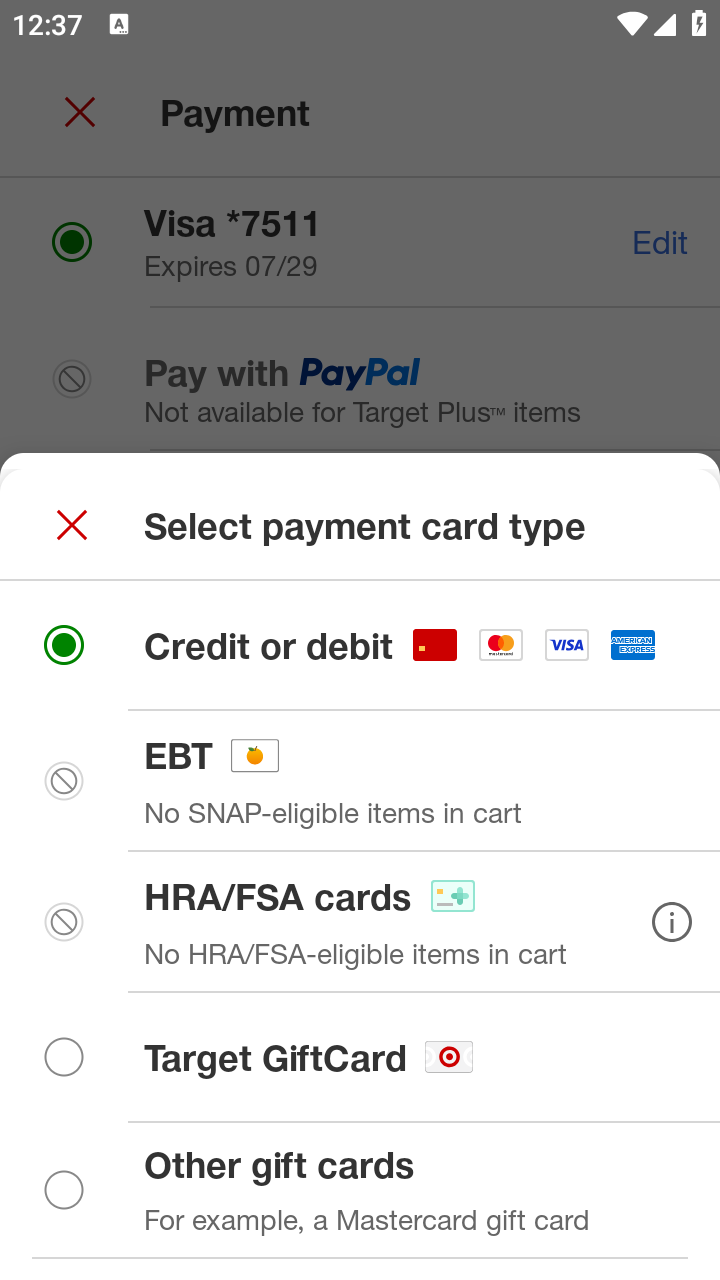 12:37
A
Payment
Visa *7511
Expires 07/29
Edit
Pay with PayPal
Not available for Target Plus™ items
Select payment card type
Credit or debit mastercard VISA AMERICAN EXPRESS
EBT
No SNAP-eligible items in cart
HRA/FSA cards
No HRA/FSA-eligible items in cart
Target GiftCard
Other gift cards
For example, a Mastercard gift card